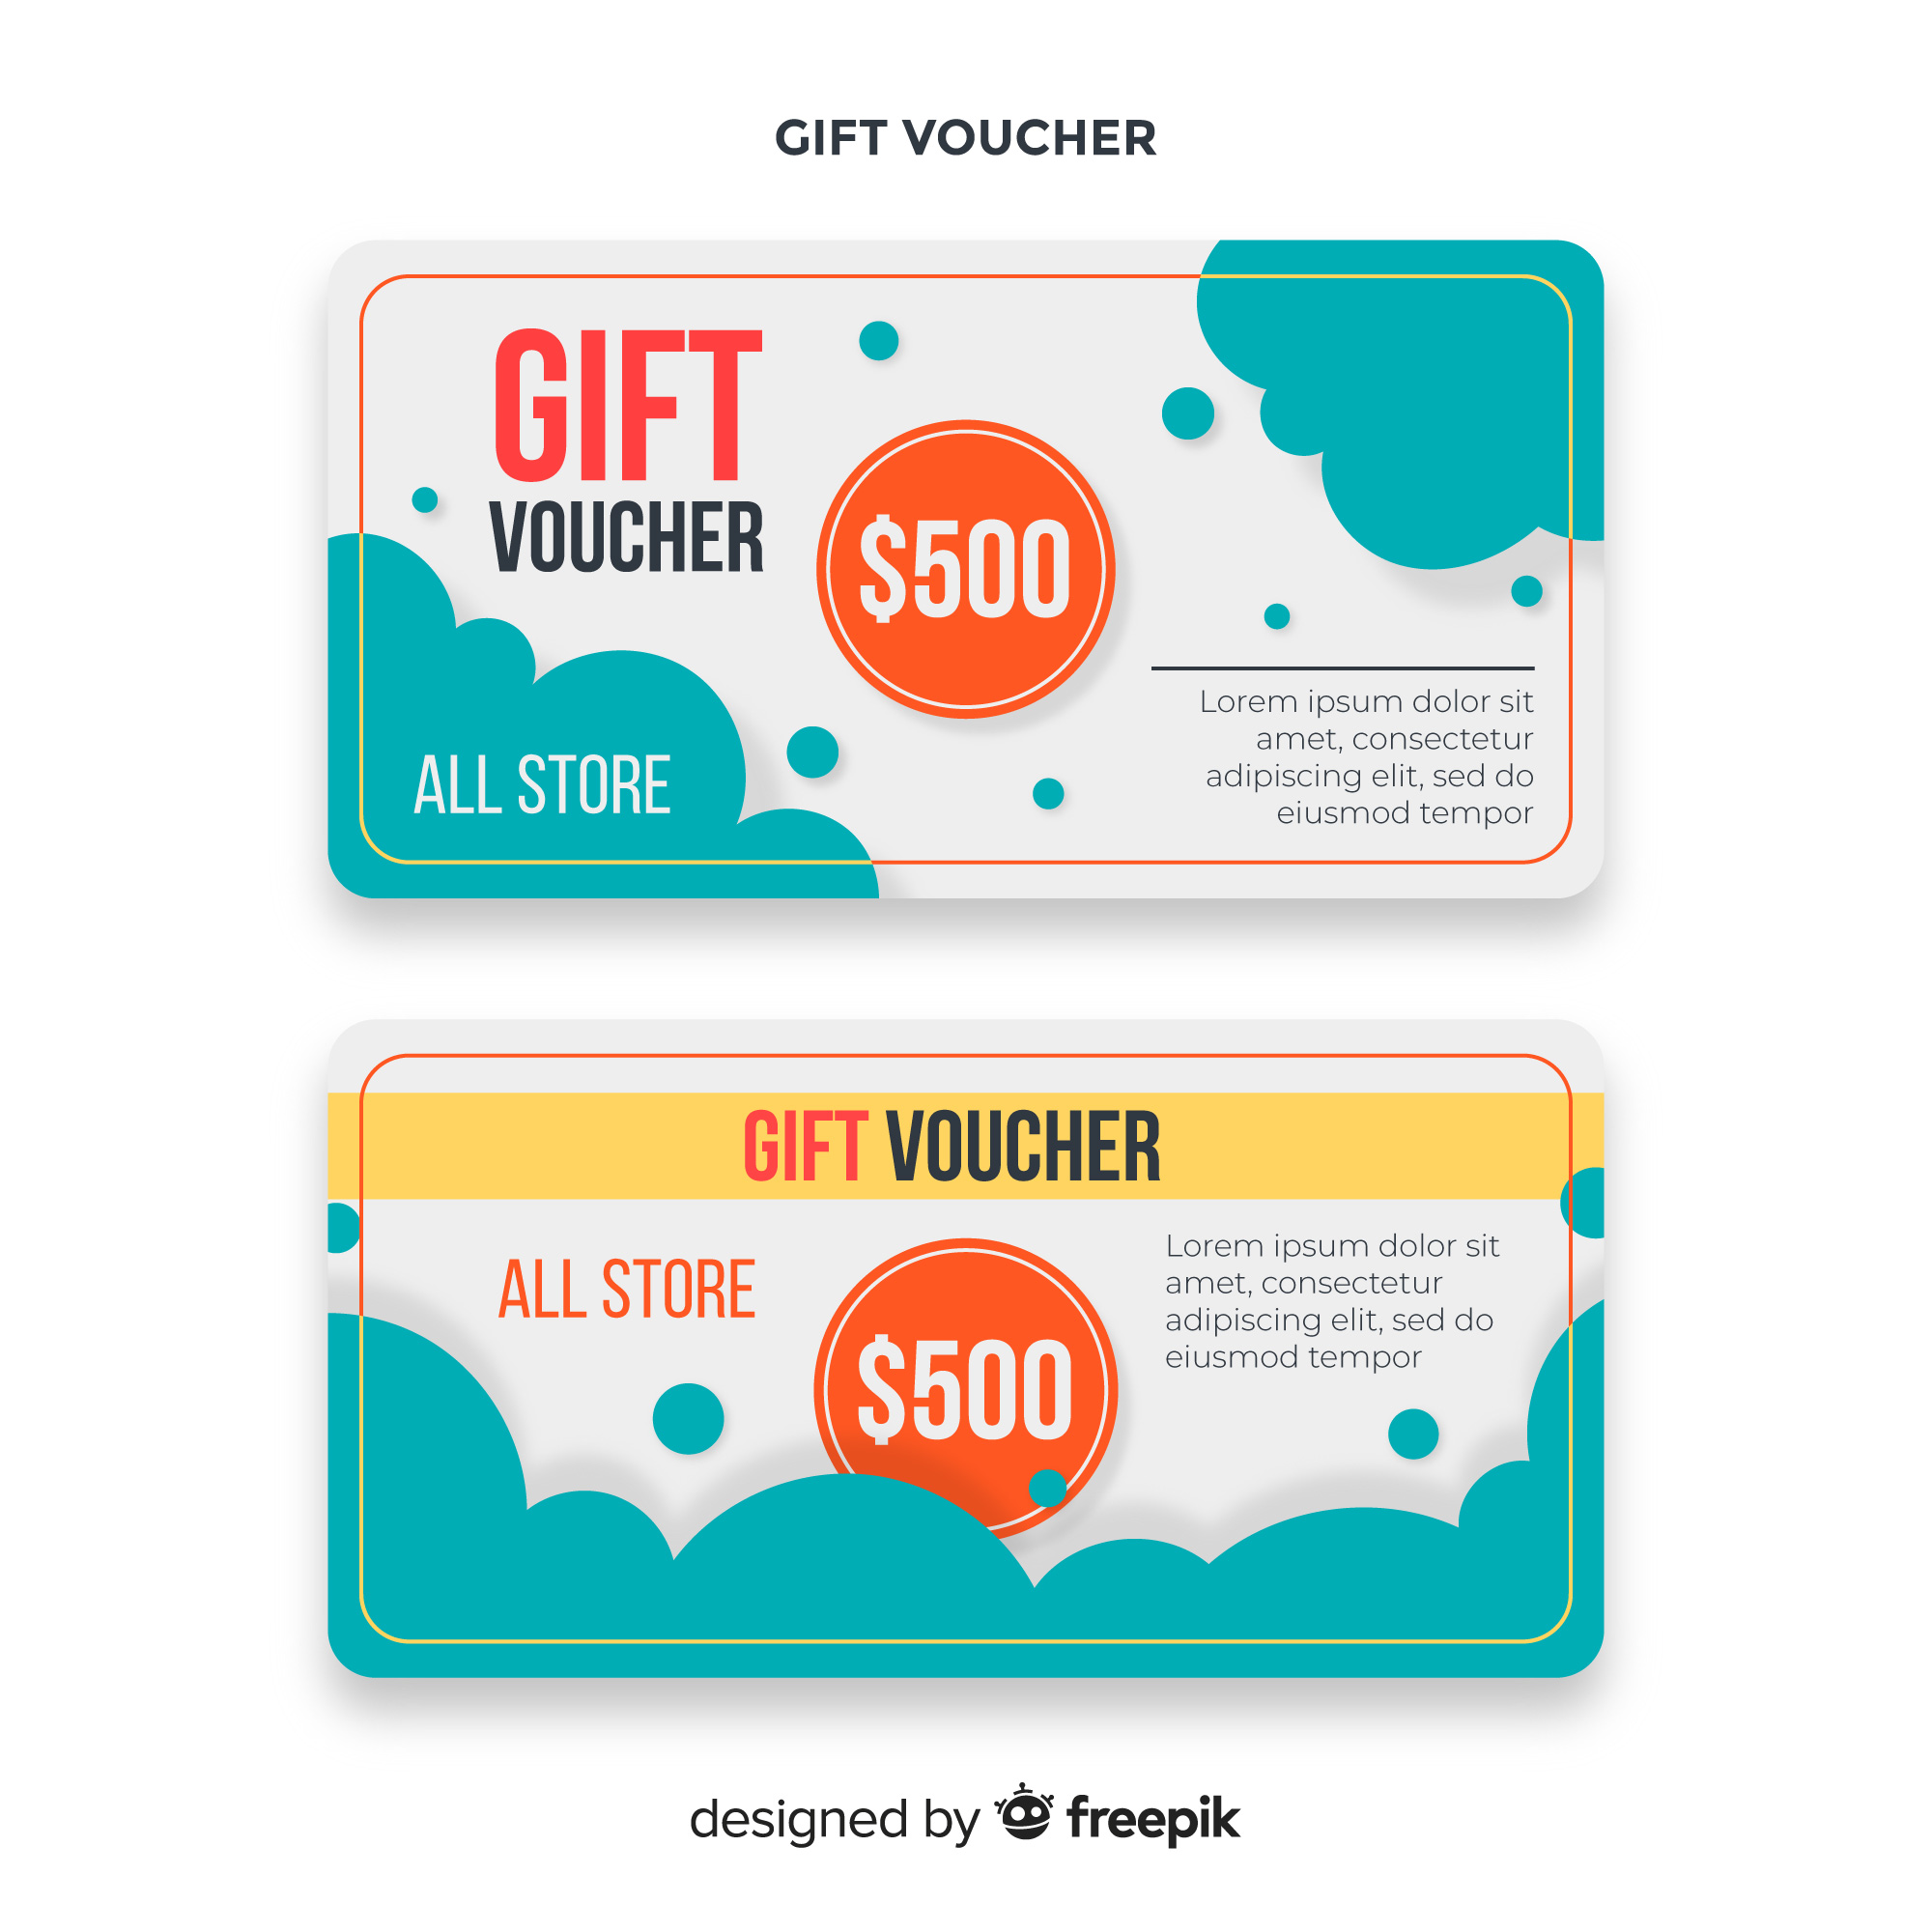 GIFT VOUCHER
GIFT
VOUCHER
$500
ALL STORE
Lorem ipsum dolor sit
amet, consectetur
adipiscing elit, sed do
eiusmod tempor
GIFT VOUCHER
ALL STORE
$500
Lorem ipsum dolor sit
amet, consectetur
adipiscing elit, sed do
eiusmod tempor
designed by freepik